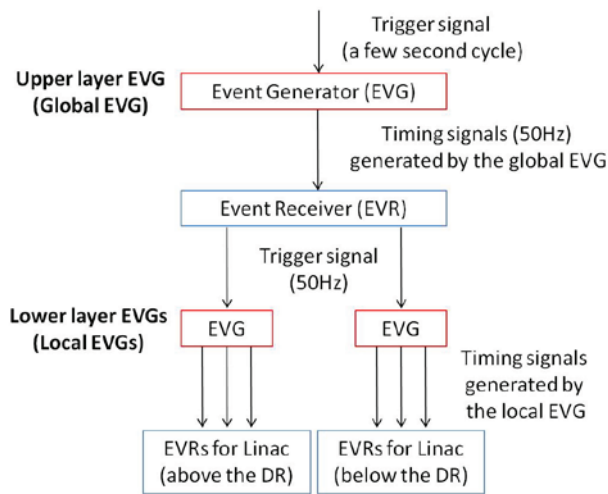 Trigger signal
(a few second cycle)
Upper layer EVG
(Global EVG)
Event Generator (EVG)
Timing signals (50Hz)
generated by the global EVG
Event Receiver (EVR)
Trigger signal
(50Hz)
Lower layer EVGs
(Local EVGs)
EVG
EVG
Timing signals
generated by
the local EVG
EVRs for Linac
(above the DR)
EVRs for Linac
(below the DR)